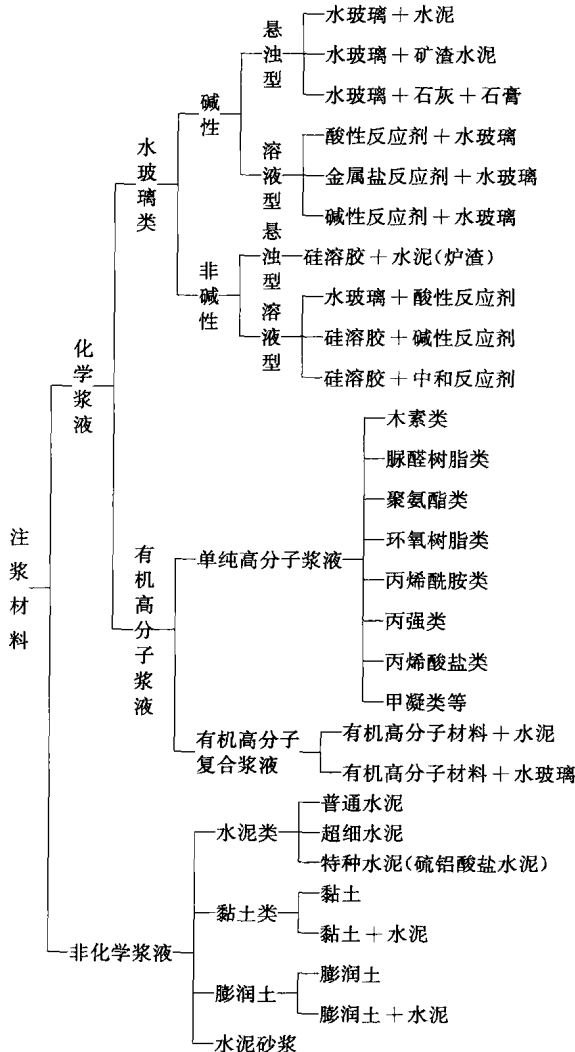 注浆材料
化学浆液
水玻璃类
碱性
悬浊型
水玻璃＋水泥
水玻璃＋矿渣水泥
水玻璃＋石灰＋石膏
溶液型
酸性反应剂＋水玻璃
金属盐反应剂＋水玻璃
碱性反应剂＋水玻璃
非碱性
悬浊型
硅溶胶＋水泥(炉渣)
溶液型
水玻璃＋酸性反应剂
硅溶胶＋碱性反应剂
硅溶胶＋中和反应剂
有机高分子浆液
单纯高分子浆液
木素类
脲醛树脂类
聚氨酯类
环氧树脂类
丙烯酰胺类
丙强类
丙烯酸盐类
甲凝类等
有机高分子
复合浆液
有机高分子材料＋水泥
有机高分子材料＋水玻璃
非化学浆液
水泥类
普通水泥
超细水泥
特种水泥(硫铝酸盐水泥)
黏土类
黏土
黏土＋水泥
膨润土
膨润土
膨润土＋水泥
水泥砂浆